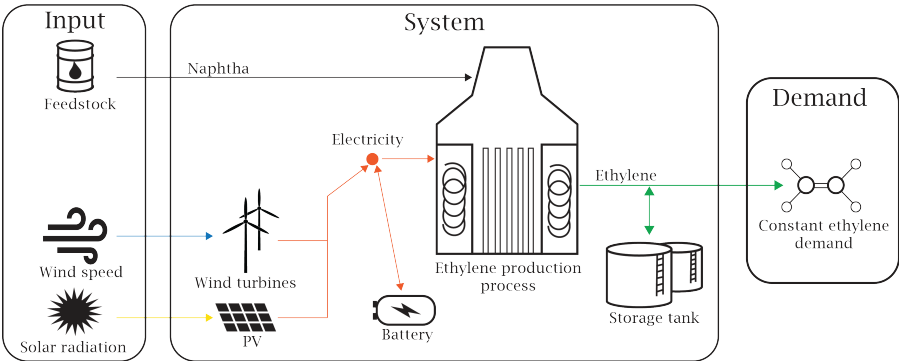 Input
Feedstock
Wind speed
Solar radiation
System
Naphtha
Electricity
Wind turbines
PV
Battery
Ethylene production
process
Ethylene
Storage tank
Demand
Constant ethylene
demand